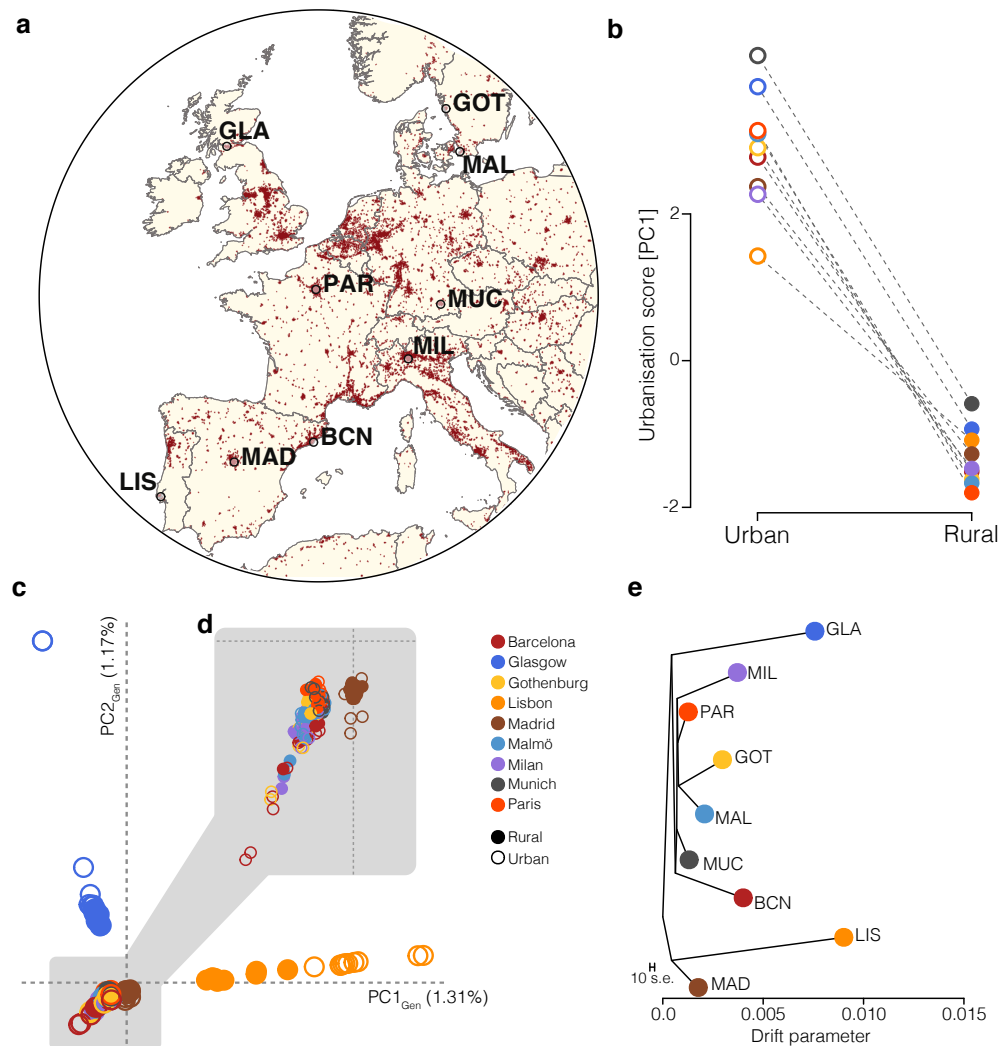 a
GOT
GLA
MAL
PAR
MUC
MIL
BCN
MAD
LIS
b
Urbanisation score [PC1]
2
0
-2
Urban
Rural
c
PC2Gen (1.17%)
PC1Gen (1.31%)
d
Barcelona
Glasgow
Gothenburg
Lisbon
Madrid
Malmö
Milan
Munich
Paris
Rural
Urban
e
GLA
MIL
PAR
GOT
MAL
MUC
BCN
LIS
10 s.e.
MAD
0.0
0.005
0.010
0.015
Drift parameter